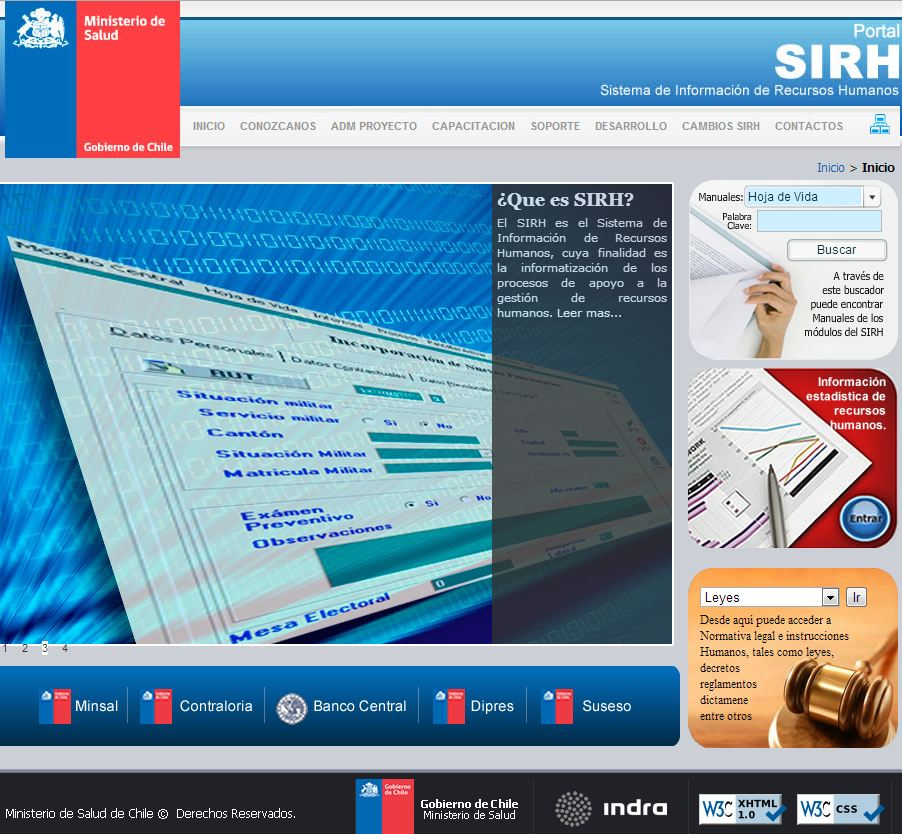 Ministerio de
Salud
Gobierno de Chile
Portal
SIRH
Sistema de Información de Recursos Humanos
INICIO CONOZCANOS ADM PROYECTO CAPACITACION SOPORTE DESARROLLO CAMBIOS SIRH CONTACTOS
Inicio > Inicio
Módulo Central
Hoja de Vida Informes Procesos
Incorporación de
Datos Personales | Datos Contractuales |
RUT
Situación militar
Servicio militar
Si No
Cantón
Situación Militar
Matricula Militar
Exámen
Preventivo
Si No
Observaciones
0
Mesa Electoral
¿Que es SIRH?
El SIRH es el Sistema de
Información de Recursos
Humanos, cuya finalidad es
la informatización de los
procesos de apoyo a la
gestión de recursos
humanos. Leer mas...
1 2 3 4
Manuales: Hoja de Vida
Palabra
Clave:
Buscar
A través de
este buscador
puede encontrar
Manuales de los
módulos del SIRH
Información
estadistica de
recursos
humanos.
Entrar
Leyes Ir
Desde aqui puede acceder a
Normativa legal e instrucciones
Humanos, tales como leyes,
decretos
reglamentos
dictamene
entre otros
Minsal Contraloria Banco Central Dipres Suseso
Ministerio de Salud de Chile © Derechos Reservados.
Gobierno
de Chile
Gobierno de Chile
Ministerio de Salud
indra
W3C XHTML 1.0
W3C CSS